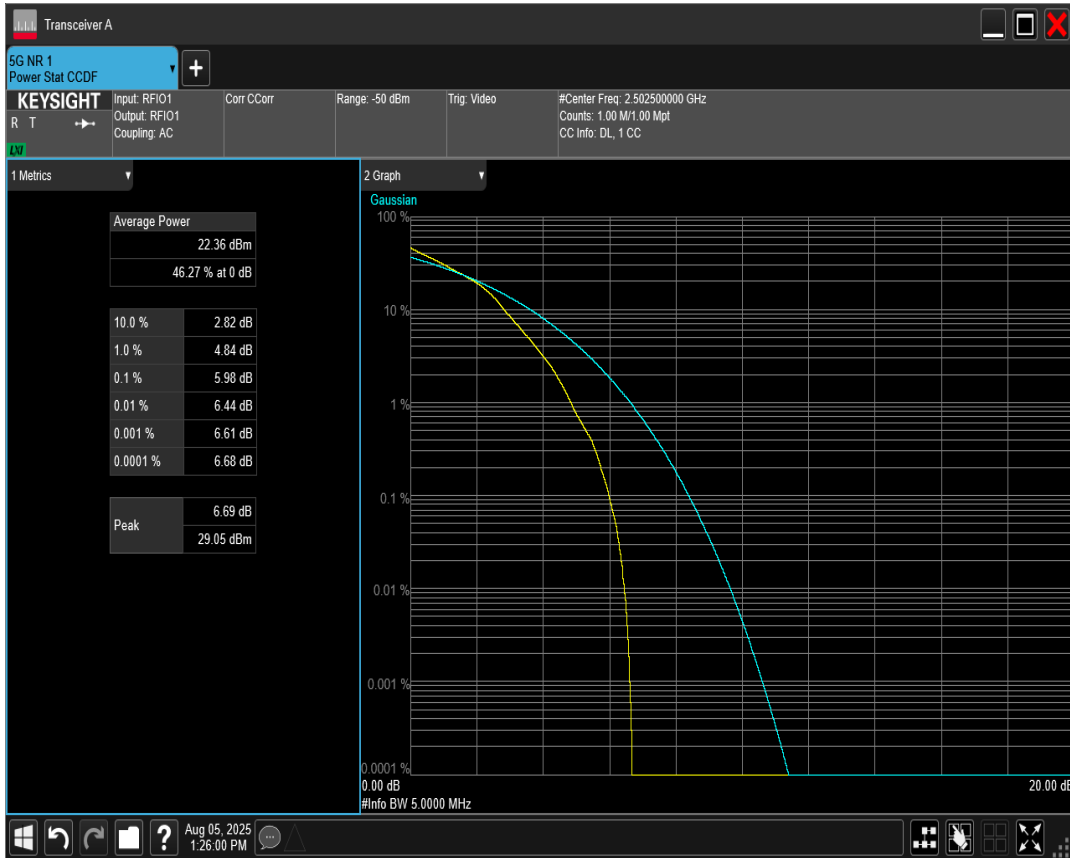 Transceiver A
5G NR 1
Power Stat CCDF
+
KEYSIGHT
R T
LXI
Input: RFIO1
Output: RFIO1
Coupling: AC
Corr CCorr
Range: -50 dBm
Trig: Video
#Center Freq: 2.502500000 GHz
Counts: 1.00 M/1.00 Mpt
CC Info: DL, 1 CC
1 Metrics
Average Power
22.36 dBm
46.27 % at 0 dB
10.0 % 2.82 dB
1.0 % 4.84 dB
0.1 % 5.98 dB
0.01 % 6.44 dB
0.001 % 6.61 dB
0.0001 % 6.68 dB
Peak 6.69 dB
29.05 dBm
2 Graph
Gaussian
100 %
10 %
1 %
0.1 %
0.01 %
0.001 %
0.0001 %
0.00 dB 20.00 dB
#Info BW 5.0000 MHz
?
Aug 05, 2025
1:26:00 PM